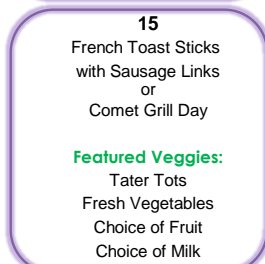 15
French Toast Sticks
with Sausage Links
or
Comet Grill Day
Featured Veggies:
Tater Tots
Fresh Vegetables
Choice of Fruit
Choice of Milk